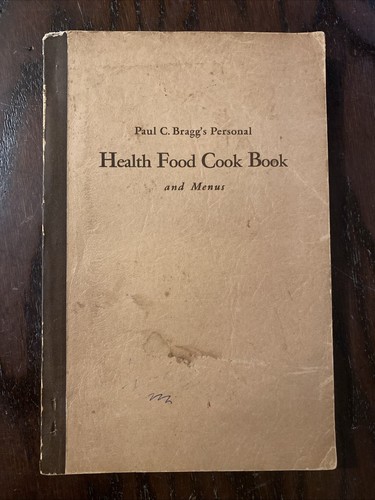 Paul C. Bragg's Personal
Health Food Cook Book
and Menus